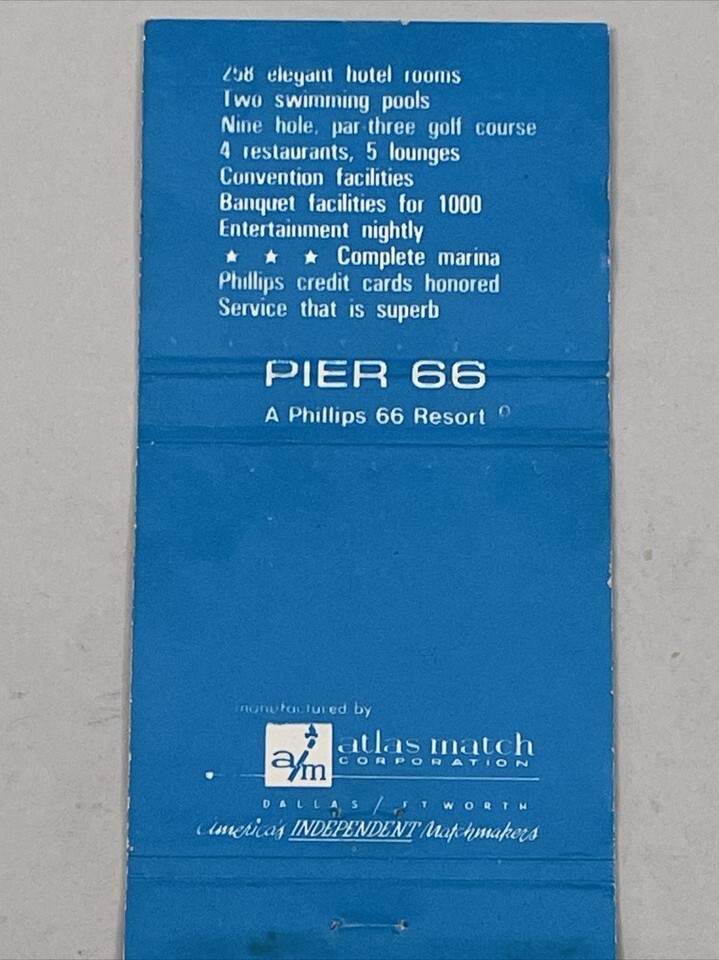 258 elegant hotel rooms
Two swimming pools
Nine hole, par-three golf course
4 restaurants, 5 lounges
Convention facilities
Banquet facilities for 1000
Entertainment nightly
★ ★ ★ Complete marina
Phillips credit cards honored
Service that is superb
PIER 66
A Phillips 66 Resort
manufactured by
a/m atlas match
CORPORATION
DALLAS / FT WORTH
America's INDEPENDENT Matchmakers